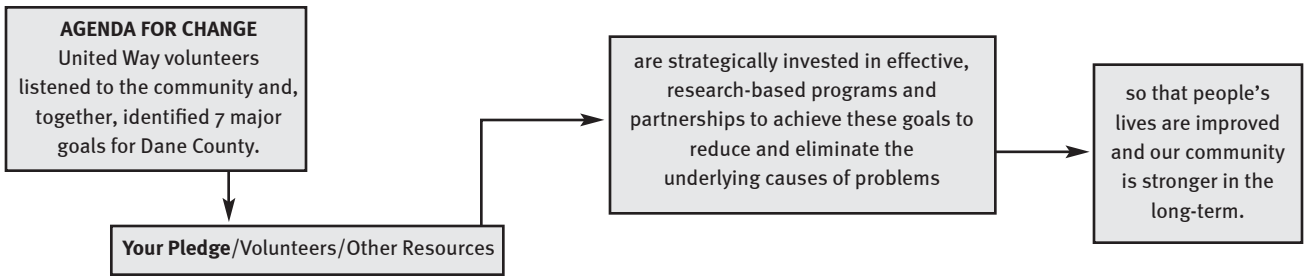 AGENDA FOR CHANGE
United Way volunteers
listened to the community and,
together, identified 7 major
goals for Dane County.
Your Pledge/Volunteers/Other Resources
are strategically invested in effective,
research-based programs and
partnerships to achieve these goals to
reduce and eliminate the
underlying causes of problems
so that people’s
lives are improved
and our community
is stronger in the
long-term.